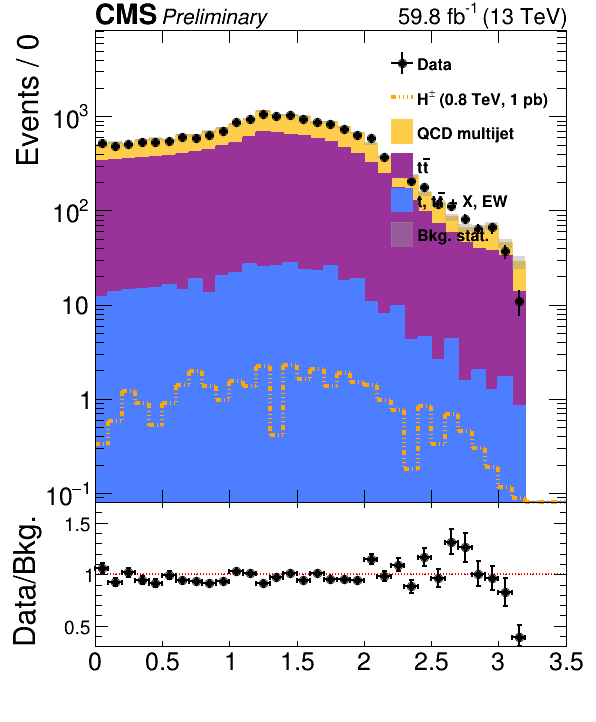 CMS Preliminary 59.8 fb⁻¹ (13 TeV)
Events / 0
Data
H± (0.8 TeV, 1 pb)
QCD multijet
tt̅
t, tt̅ + X, EW
Bkg. stat.
10³
10²
10
1
10⁻¹
Data/Bkg.
1.5
1
0.5
0 0.5 1 1.5 2 2.5 3 3.5